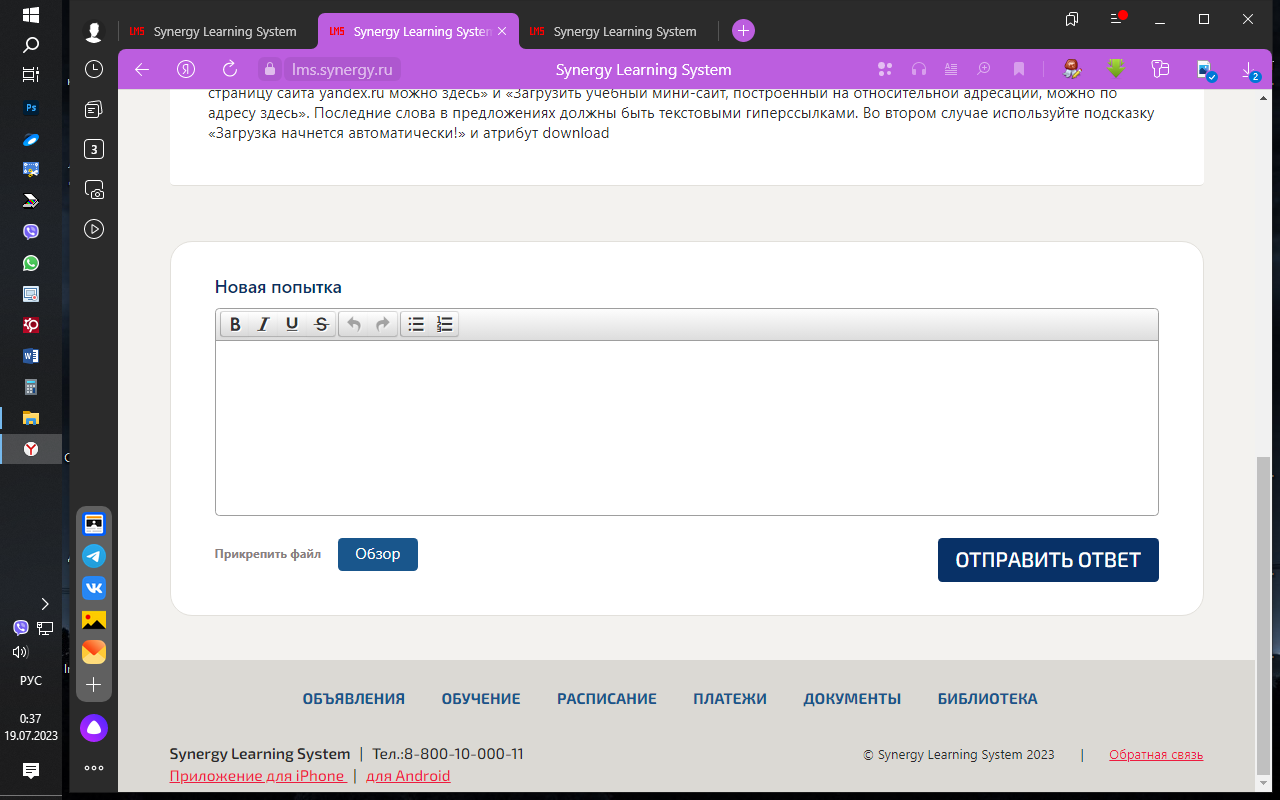 LMS Synergy Learning System
LMS Synergy Learning System
LMS Synergy Learning System
lms.synergy.ru
Synergy Learning System
2
3
Ps
страницу сайта yandex.ru можно здесь» и «Загрузить учебный мини-сайт, построенный на относительной адресации, можно по
адресу здесь». Последние слова в предложениях должны быть текстовыми гиперссылками. Во втором случае используйте подсказку
«Загрузка начнется автоматически!» и атрибут download
Новая попытка
B I U S
Прикрепить файл
Обзор
ОТПРАВИТЬ ОТВЕТ
ОБЪЯВЛЕНИЯ ОБУЧЕНИЕ РАСПИСАНИЕ ПЛАТЕЖИ ДОКУМЕНТЫ БИБЛИОТЕКА
Synergy Learning System | Тел.:8-800-10-000-11
© Synergy Learning System 2023 | Обратная связь
Приложение для iPhone | для Android
РУС
0:37
19.07.2023